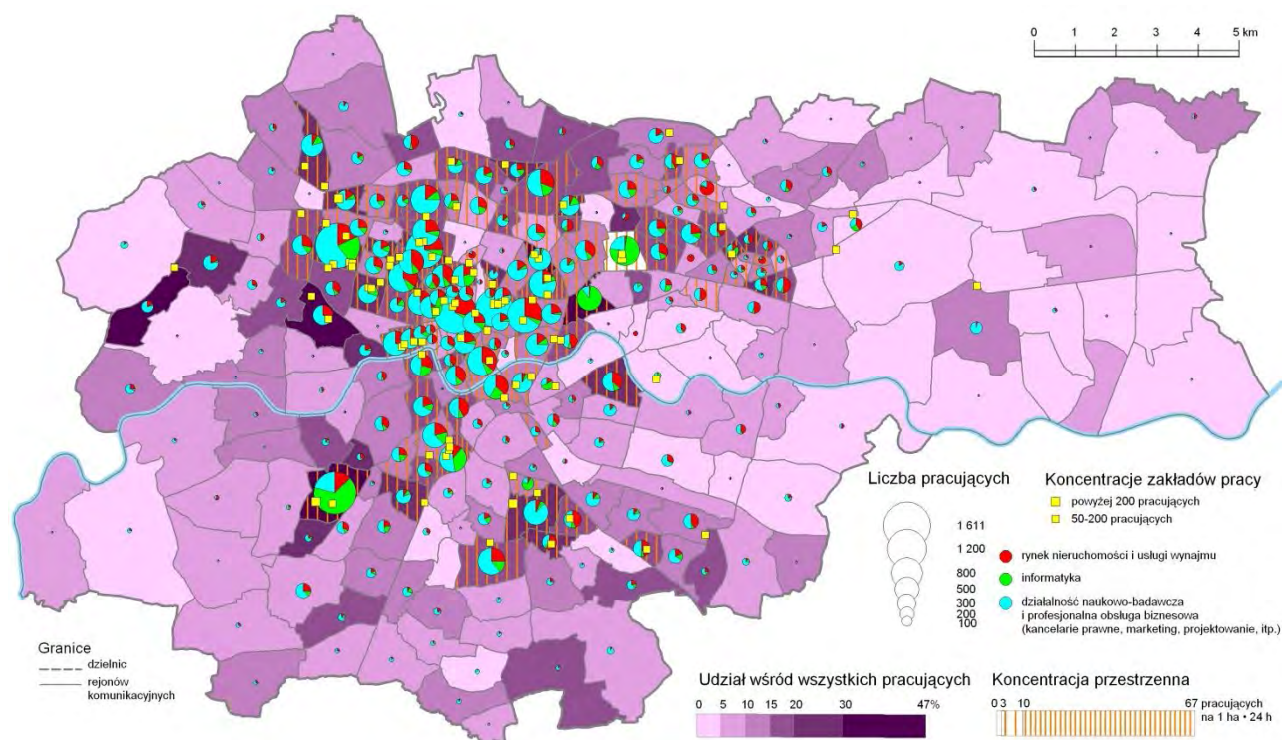 0 1 2 3 4 5 km
Liczba pracujących
1 611
1 200
800
500
300
200
100
Koncentracje zakładów pracy
powyżej 200 pracujących
50-200 pracujących
rynek nieruchomości i usługi wynajmu
informatyka
działalność naukowo-badawcza
i profesjonalna obsługa biznesowa
(kancelarie prawne, marketing, projektowanie, itp.)
Granice
dzielnic
rejonów
komunikacyjnych
Udział wśród wszystkich pracujących
0 5 10 15 20 30 47%
Koncentracja przestrzenna
0 3 10 67 pracujących
na 1 ha • 24 h